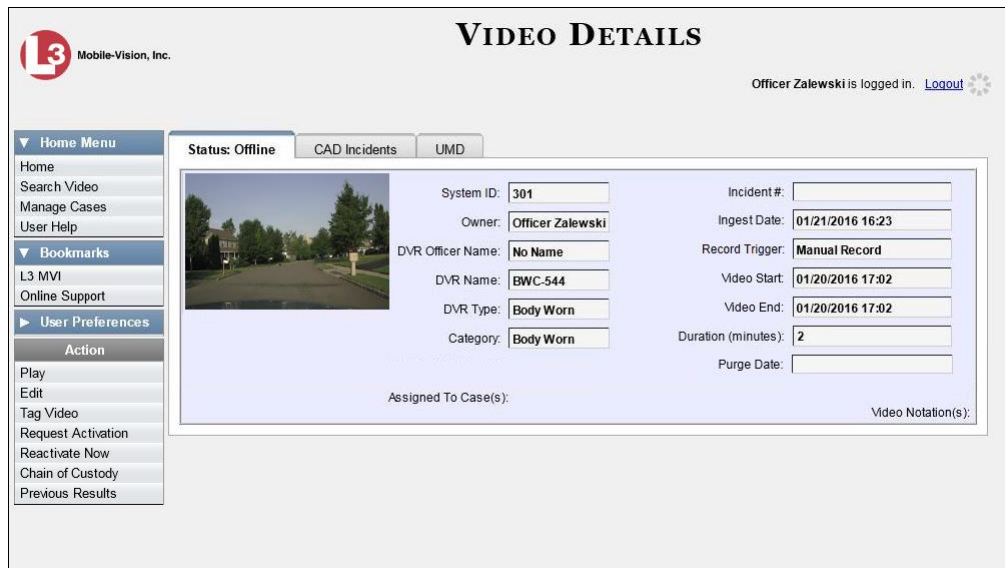 VIDEO DETAILS
L3 Mobile-Vision, Inc.
Officer Zalewski is logged in. Logout
▼ Home Menu
Home
Search Video
Manage Cases
User Help
▼ Bookmarks
L3 MVI
Online Support
► User Preferences
Action
Play
Edit
Tag Video
Request Activation
Reactivate Now
Chain of Custody
Previous Results
Status: Offline
CAD Incidents
UMD
System ID: 301
Owner: Officer Zalewski
DVR Officer Name: No Name
DVR Name: BWC-544
DVR Type: Body Worn
Category: Body Worn
Incident #:
Ingest Date: 01/21/2016 16:23
Record Trigger: Manual Record
Video Start: 01/20/2016 17:02
Video End: 01/20/2016 17:02
Duration (minutes): 2
Purge Date:
Assigned To Case(s):
Video Notation(s):